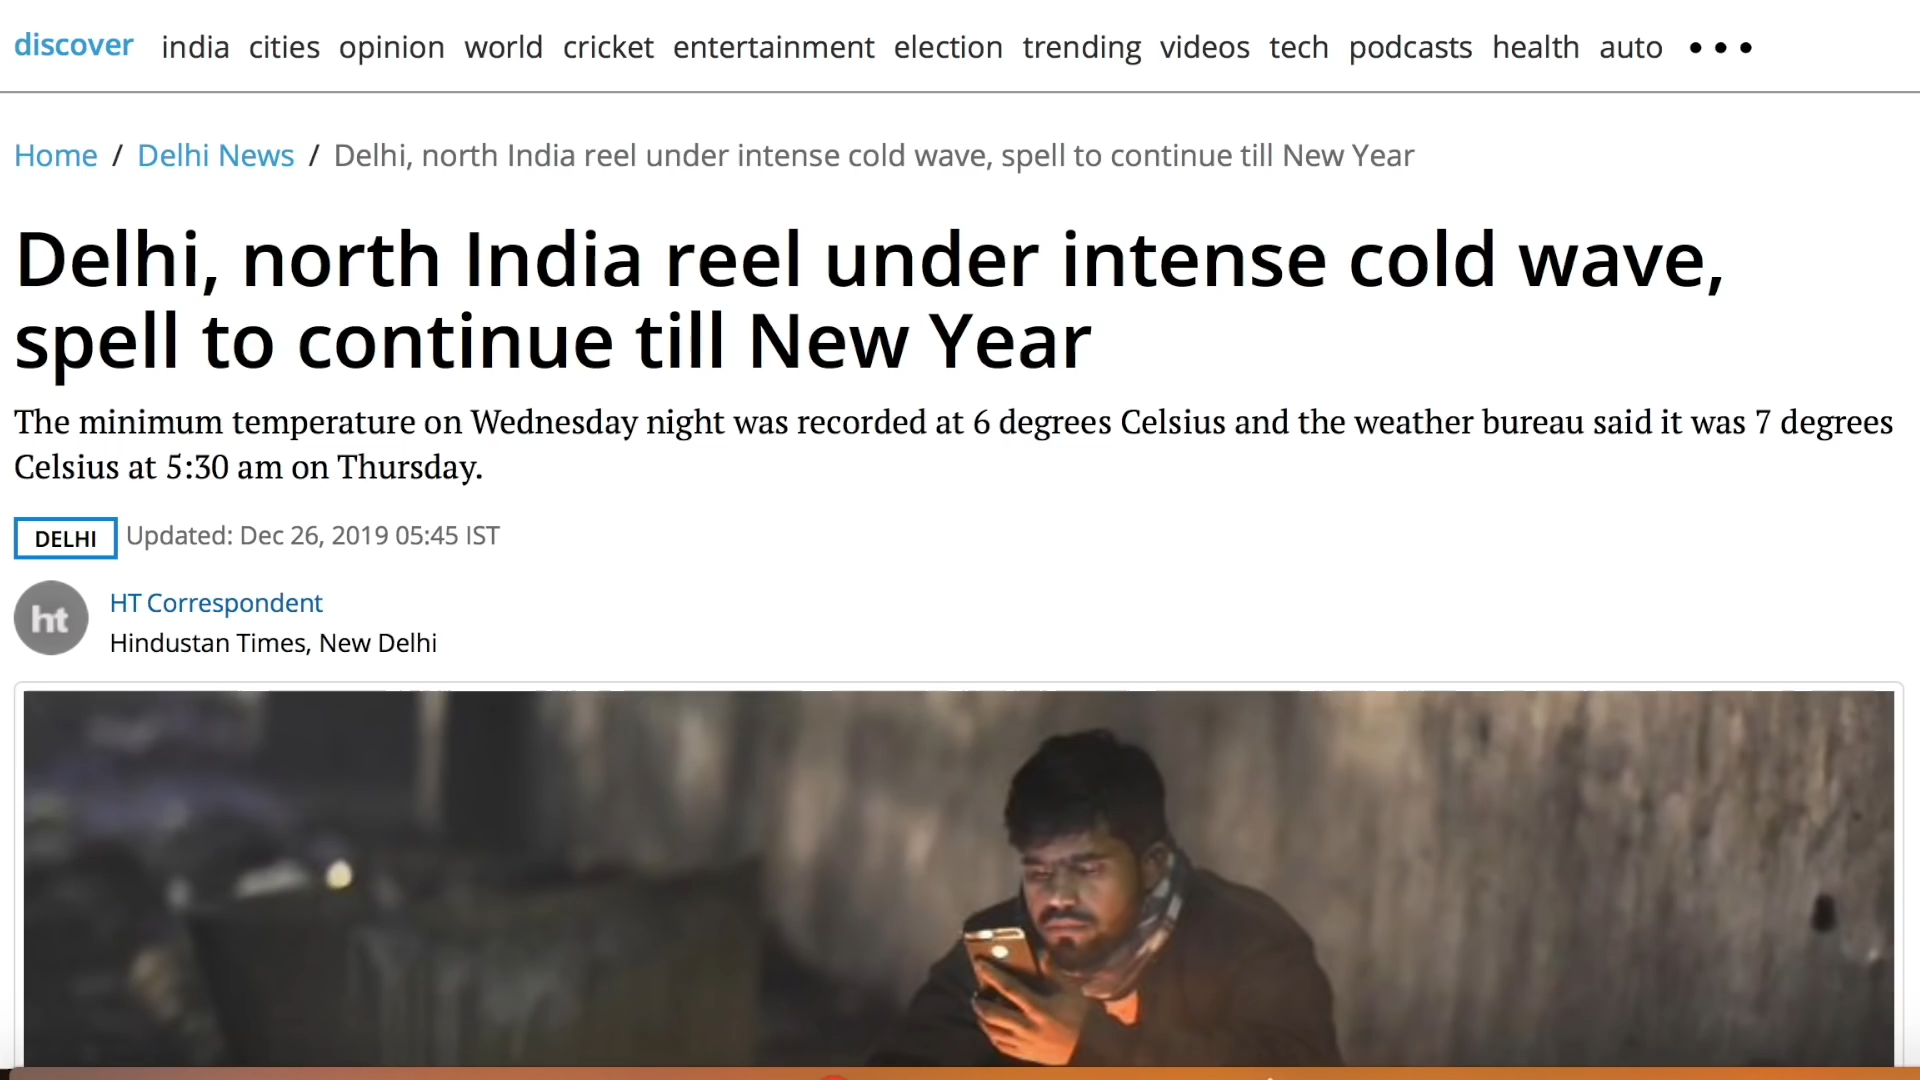 discover india cities opinion world cricket entertainment election trending videos tech podcasts health auto •••
Home / Delhi News / Delhi, north India reel under intense cold wave, spell to continue till New Year
Delhi, north India reel under intense cold wave,
spell to continue till New Year
The minimum temperature on Wednesday night was recorded at 6 degrees Celsius and the weather bureau said it was 7 degrees
Celsius at 5:30 am on Thursday.
DELHI Updated: Dec 26, 2019 05:45 IST
ht
HT Correspondent
Hindustan Times, New Delhi